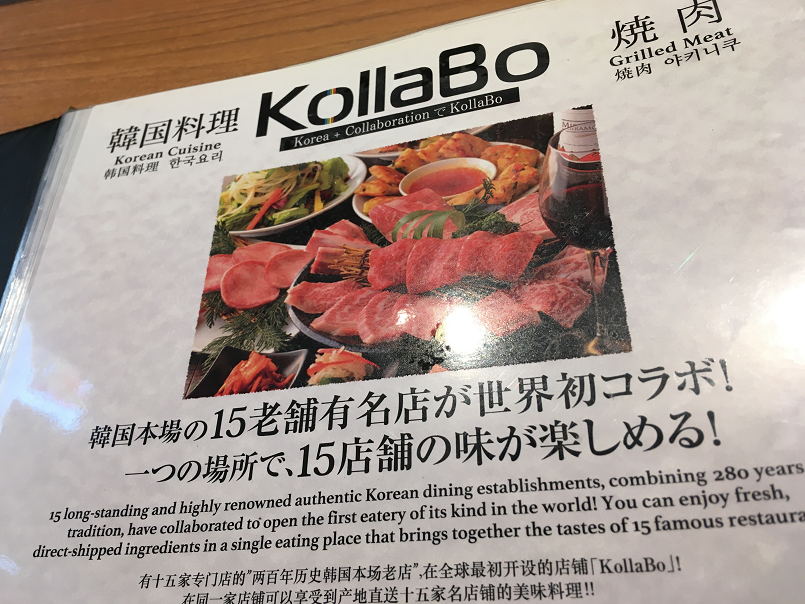 韓国料理
Korean Cuisine
韩国料理 한국요리
KollaBo
Korea + Collaboration で KollaBo
焼肉
Grilled Meat
焼肉 야키니쿠
韓国本場の15老舗有名店が世界初コラボ!
一つの場所で、15店舗の味が楽しめる!
15 long-standing and highly renowned authentic Korean dining establishments, combining 280 years
tradition, have collaborated to open the first eatery of its kind in the world! You can enjoy fresh,
direct-shipped ingredients in a single eating place that brings together the tastes of 15 famous restaura
有十五家专门店的"两百年历史韩国本场老店",在全球最初开设的店铺「KollaBo」!
在同一家店铺可以享受到产地直送十五家名店铺的美味料理!!